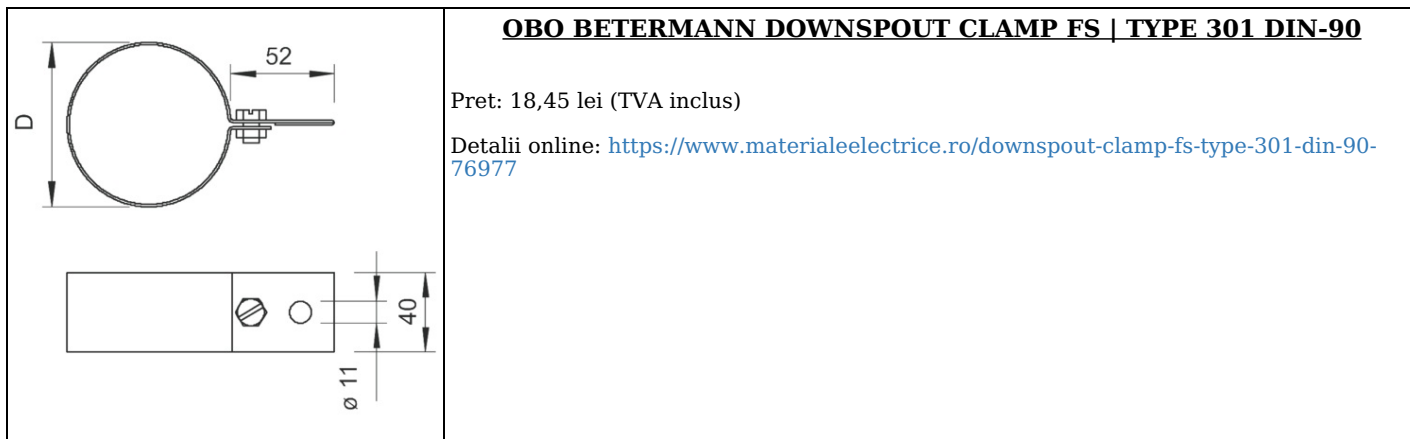 OBO BETERMANN DOWNSPOUT CLAMP FS | TYPE 301 DIN-90
Pret: 18,45 lei (TVA inclus)
Detalii online: https://www.materialeelectrice.ro/downspout-clamp-fs-type-301-din-90-
76977
52
D
40
ø 11